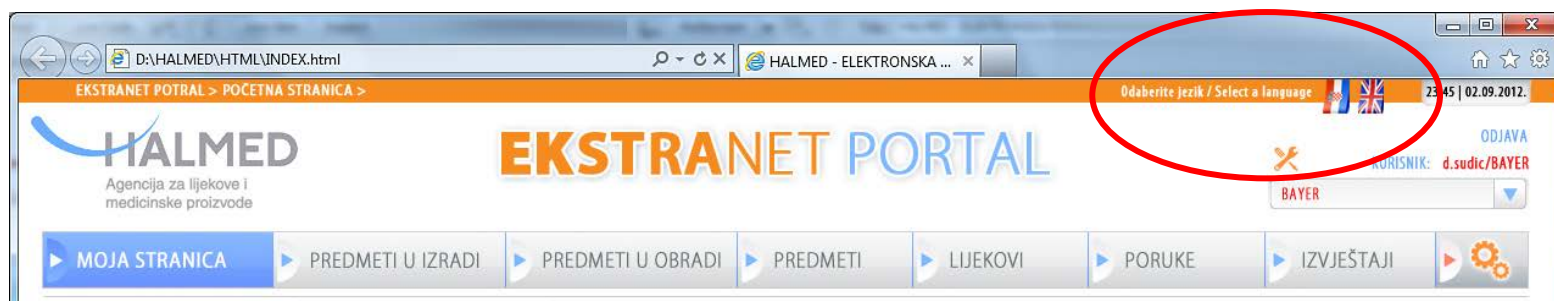 D:\HALMED\HTML\INDEX.html
HALMED - ELEKTRONSKA ...
EKSTRANET POTRAL > POČETNA STRANICA >
Odaberite jezik / Select a language
23:45 | 02.09.2012.
HALMED
Agencija za lijekove i
medicinske proizvode
EKSTRANET PORTAL
ODJAVA
KORISNIK: d.sudic/BAYER
BAYER
MOJA STRANICA
PREDMETI U IZRADI
PREDMETI U OBRADI
PREDMETI
LIJEKOVI
PORUKE
IZVJEŠTAJI